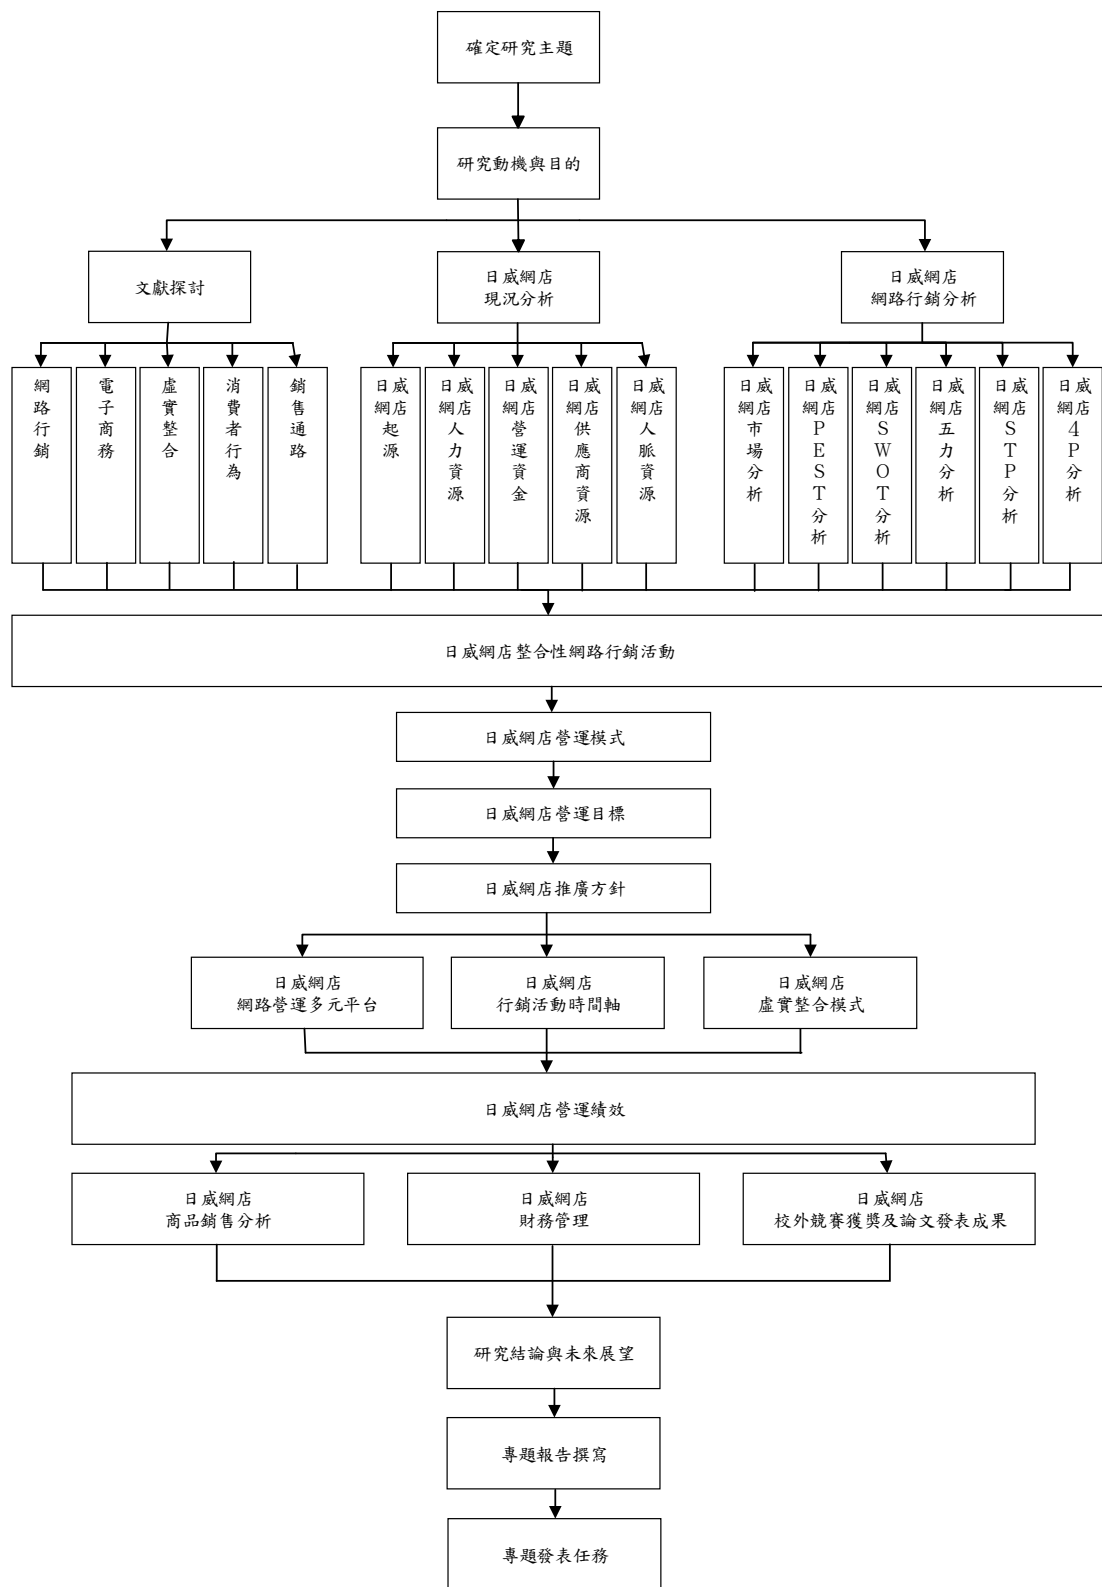 確定研究主題
研究動機與目的
文獻探討
日威網店
現況分析
日威網店
網路行銷分析
網路行銷
電子商務
虛實整合
消費者行為
銷售通路
日威網店起源
日威網店人力資源
日威網店營運資金
日威網店供應商資源
日威網店人脈資源
日威網店市場分析
日威網店PEST分析
日威網店SWOT分析
日威網店五力分析
日威網店STP分析
日威網店4P分析
日威網店整合性網路行銷活動
日威網店營運模式
日威網店營運目標
日威網店推廣方針
日威網店
網路營運多元平台
日威網店
行銷活動時間軸
日威網店
虛實整合模式
日威網店營運績效
日威網店
商品銷售分析
日威網店
財務管理
日威網店
校外競賽獲獎及論文發表成果
研究結論與未來展望
專題報告撰寫
專題發表任務